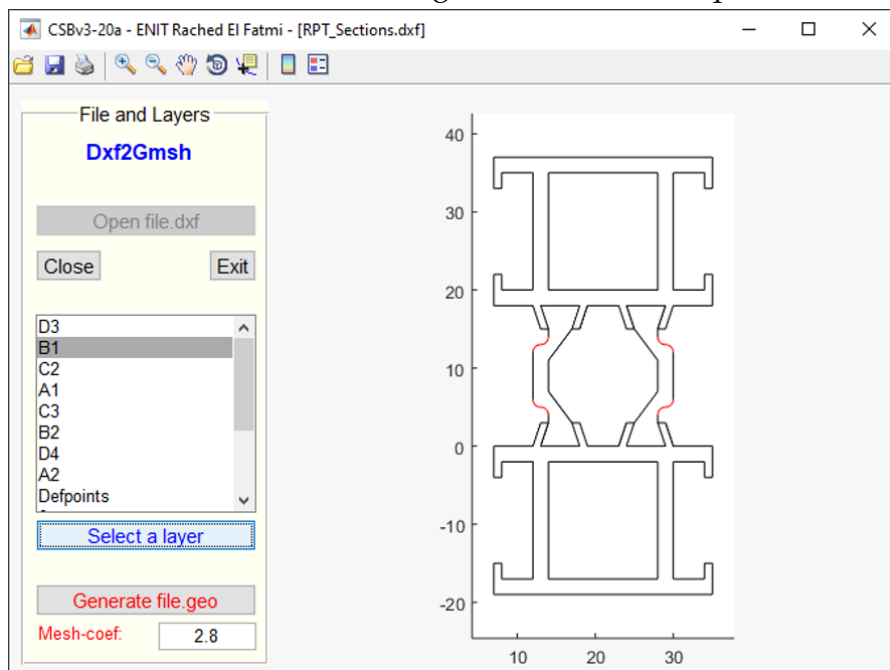 CSBv3-20a - ENIT Rached El Fatmi - [RPT_Sections.dxf]
File and Layers
Dxf2Gmsh
Open file.dxf
Close
Exit
D3
B1
C2
A1
C3
B2
D4
A2
Defpoints
Select a layer
Generate file.geo
Mesh-coef:
2.8
40
30
20
10
0
-10
-20
10
20
30